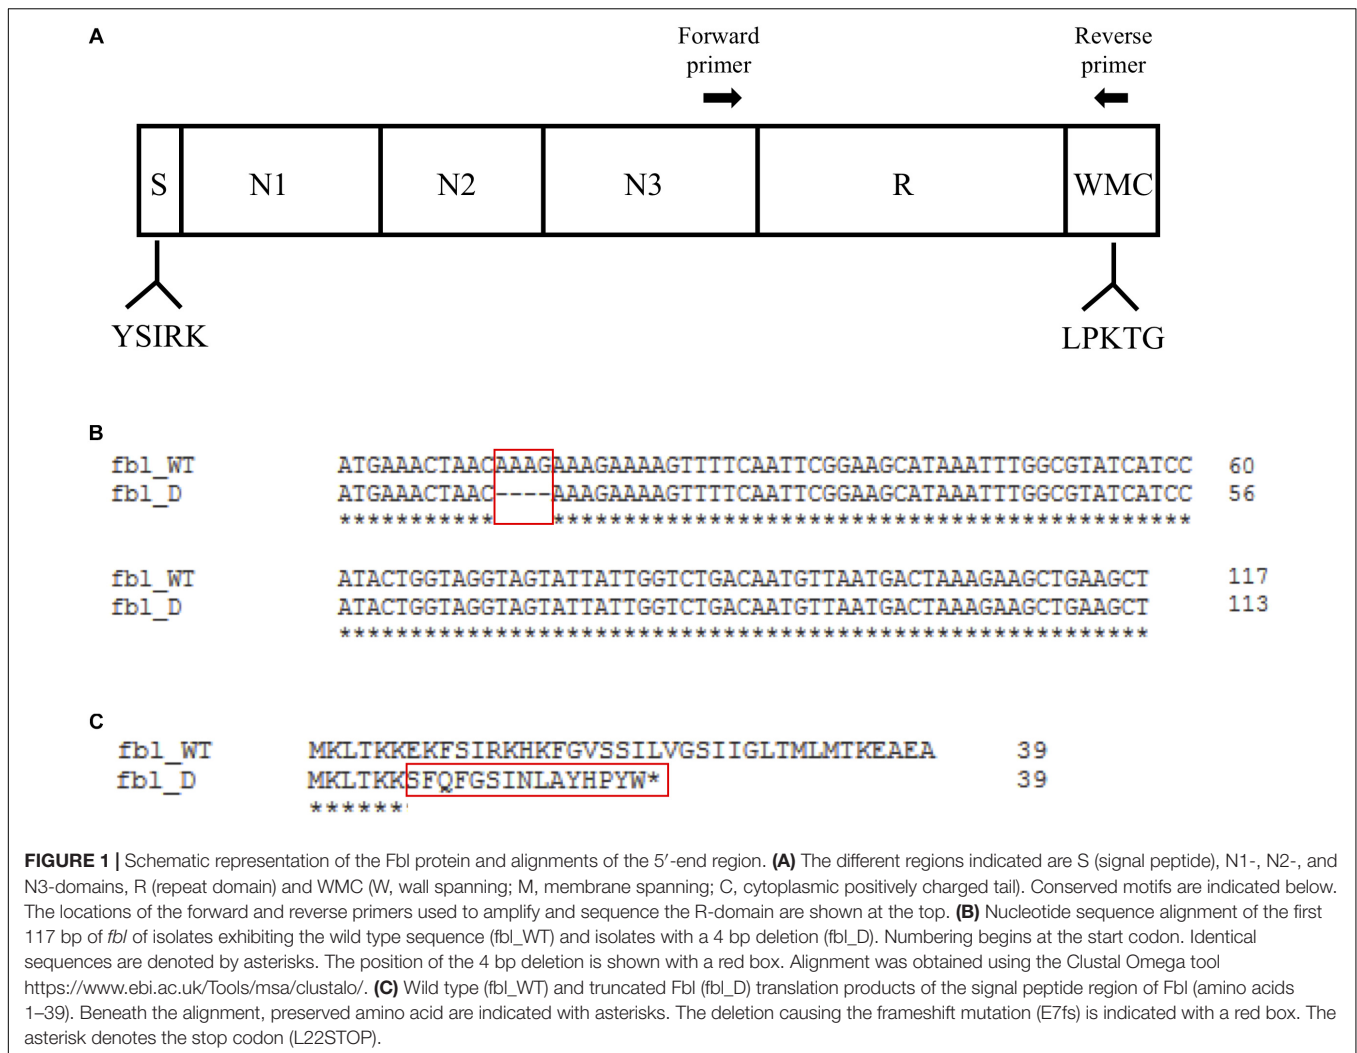 A
Forward primer
Reverse primer
S N1 N2 N3 R WMC
YSIRK
LPKTG
B
fbl_WT ATGAAACTAACAAAGAAAGAAAAGTTTTCAATTCGGAAGCATAAATTTGGCGTATCATCC 60
fbl_D ATGAAACTAAC----AAAGAAAAGTTTTCAATTCGGAAGCATAAATTTGGCGTATCATCC 56
*********** *********************************************
fbl_WT ATACTGGTAGGTAGTATTATTGGTCTGACAATGTTAATGACTAAAGAAGCTGAAGCT 117
fbl_D ATACTGGTAGGTAGTATTATTGGTCTGACAATGTTAATGACTAAAGAAGCTGAAGCT 113
*********************************************************
C
fbl_WT MKLTKKEKFSIRKHKFGVSSILVGSIIGLTMLMTKEAEA 39
fbl_D MKLTKKSFQFGSINLAYHPYW* 39
******
FIGURE 1 | Schematic representation of the Fbl protein and alignments of the 5′-end region. (A) The different regions indicated are S (signal peptide), N1-, N2-, and
N3-domains, R (repeat domain) and WMC (W, wall spanning; M, membrane spanning; C, cytoplasmic positively charged tail). Conserved motifs are indicated below.
The locations of the forward and reverse primers used to amplify and sequence the R-domain are shown at the top. (B) Nucleotide sequence alignment of the first
117 bp of fbl of isolates exhibiting the wild type sequence (fbl_WT) and isolates with a 4 bp deletion (fbl_D). Numbering begins at the start codon. Identical
sequences are denoted by asterisks. The position of the 4 bp deletion is shown with a red box. Alignment was obtained using the Clustal Omega tool
https://www.ebi.ac.uk/Tools/msa/clustalo/. (C) Wild type (fbl_WT) and truncated Fbl (fbl_D) translation products of the signal peptide region of Fbl (amino acids
1–39). Beneath the alignment, preserved amino acid are indicated with asterisks. The deletion causing the frameshift mutation (E7fs) is indicated with a red box. The
asterisk denotes the stop codon (L22STOP).